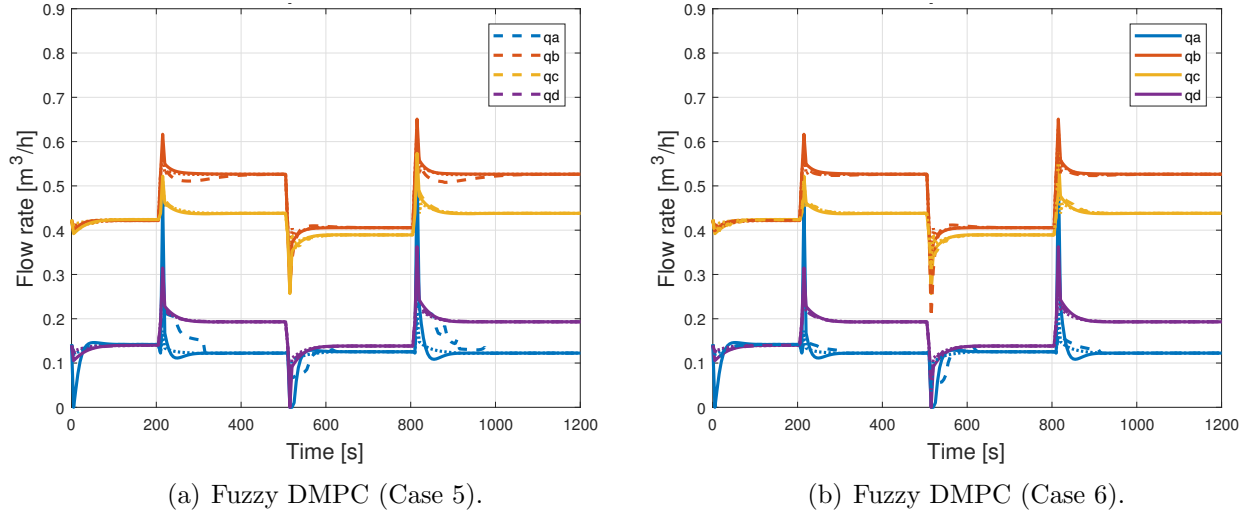 0.9
0.8
0.7
0.6
0.5
0.4
0.3
0.2
0.1
0
Flow rate [m³/h]
qa
qb
qc
qd
0 200 400 600 800 1000 1200
Time [s]
(a) Fuzzy DMPC (Case 5).
0.9
0.8
0.7
0.6
0.5
0.4
0.3
0.2
0.1
0
Flow rate [m³/h]
qa
qb
qc
qd
0 200 400 600 800 1000 1200
Time [s]
(b) Fuzzy DMPC (Case 6).